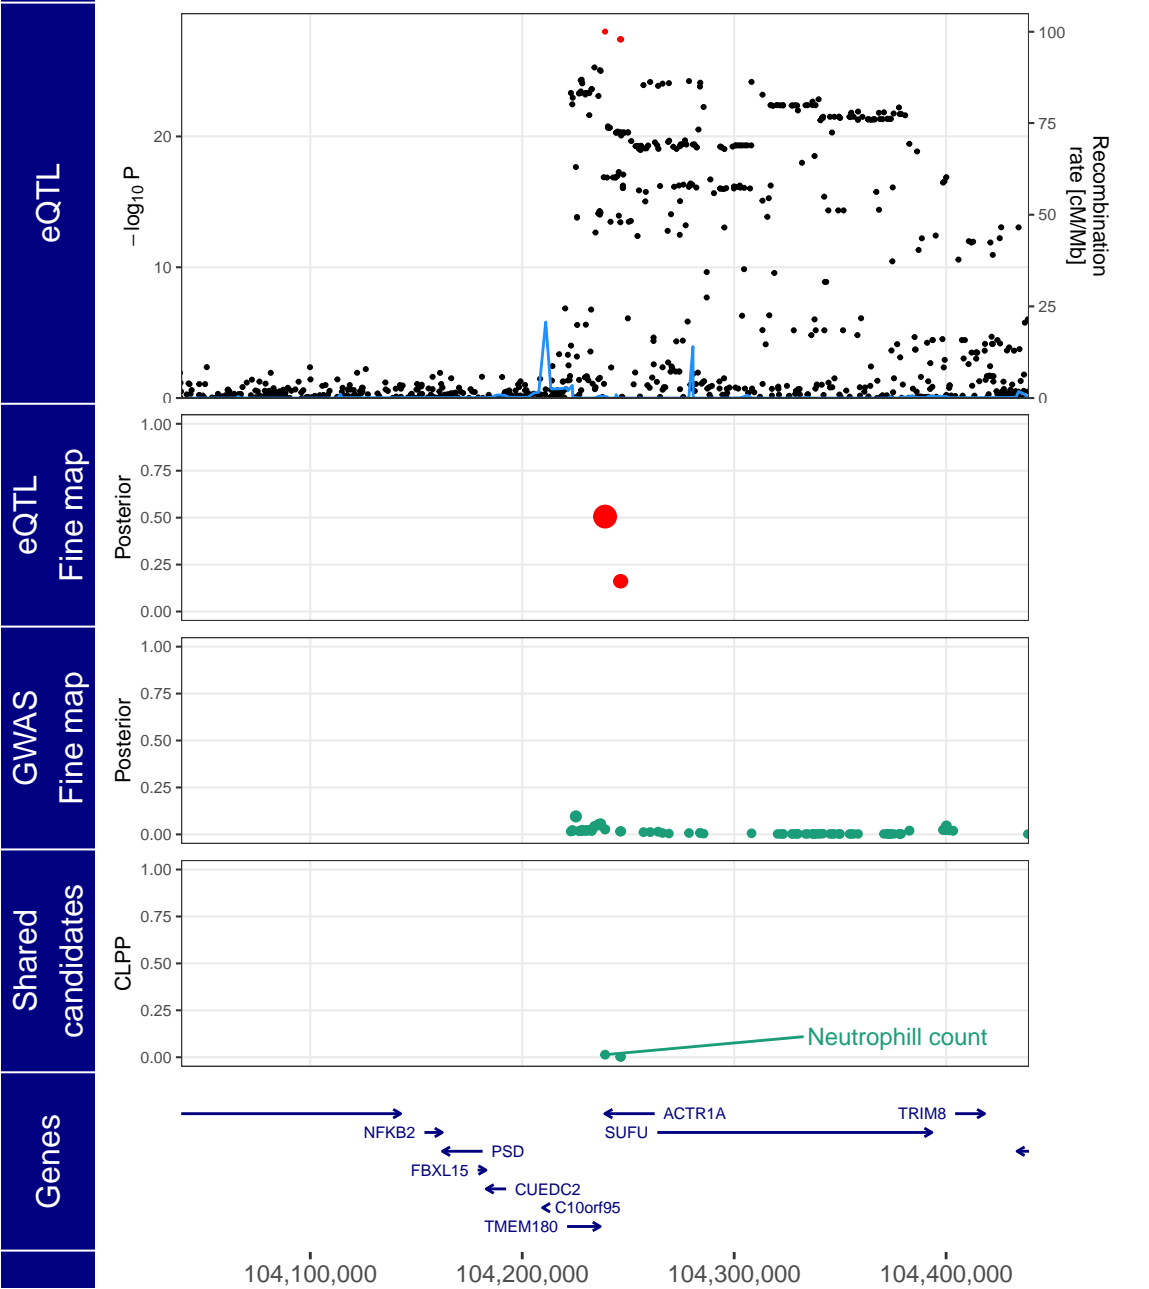 eQTL
−log10 P
20
10
0
100
75
50
25
0
Recombination
rate [cM/Mb]
eQTL
Fine map
Posterior
1.00
0.75
0.50
0.25
0.00
GWAS
Fine map
Posterior
1.00
0.75
0.50
0.25
0.00
Shared
candidates
CLPP
1.00
0.75
0.50
0.25
0.00
Neutrophill count
Genes
ACTR1A
TRIM8
NFKB2
SUFU
PSD
FBXL15
CUEDC2
C10orf95
TMEM180
104,100,000
104,200,000
104,300,000
104,400,000